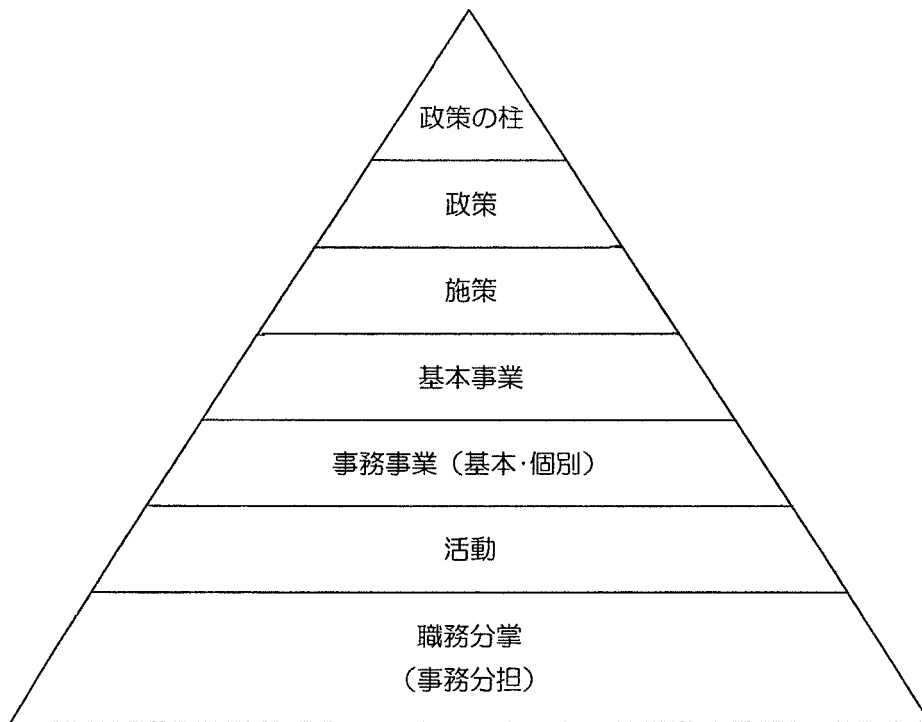 政策の柱
政策
施策
基本事業
事務事業（基本・個別）
活動
職務分掌
（事務分担）